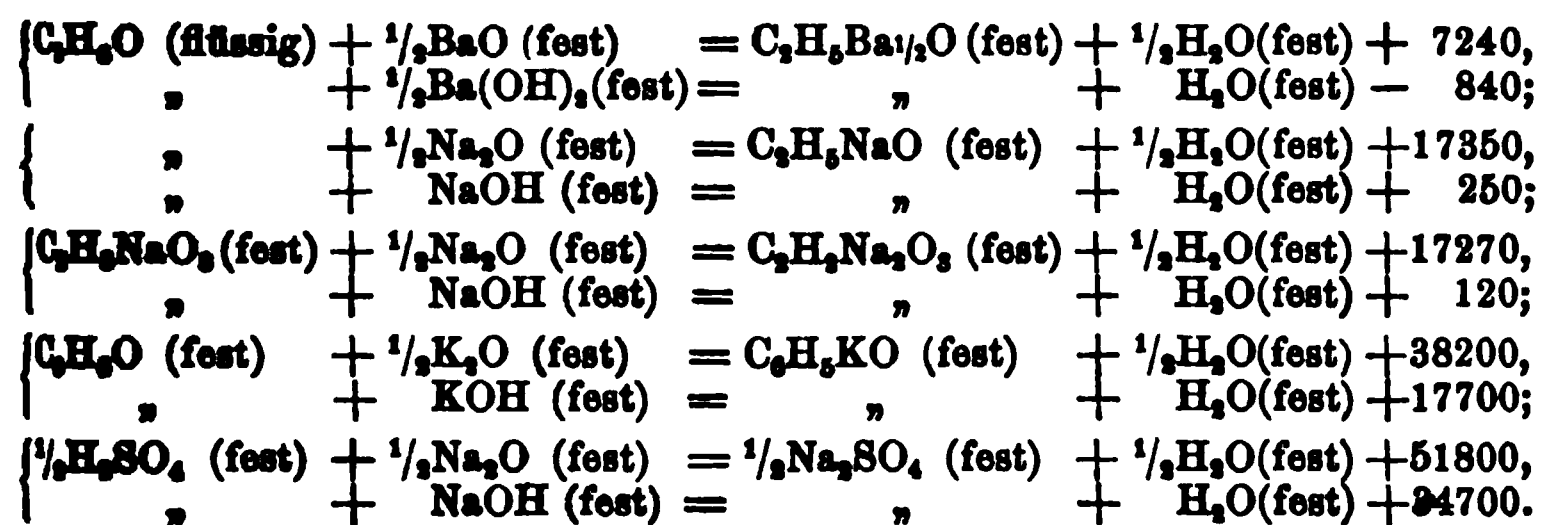 C₂H₆O (flüssig) + ¹/₂BaO (fest) = C₂H₅Ba₁/₂O (fest) + ¹/₂H₂O(fest) + 7240,
„ + ¹/₂Ba(OH)₂(fest) = „ + H₂O(fest) − 840;
„ + ¹/₂Na₂O (fest) = C₂H₅NaO (fest) + ¹/₂H₂O(fest) +17350,
„ + NaOH (fest) = „ + H₂O(fest) + 250;
C₂H₃NaO₃(fest) + ¹/₂Na₂O (fest) = C₂H₂Na₂O₃ (fest) + ¹/₂H₂O(fest) +17270,
„ + NaOH (fest) = „ + H₂O(fest) + 120;
C₆H₆O (fest) + ¹/₂K₂O (fest) = C₆H₅KO (fest) + ¹/₂H₂O(fest) +38200,
„ + KOH (fest) = „ + H₂O(fest) +17700;
¹/₂H₂SO₄ (fest) + ¹/₂Na₂O (fest) = ¹/₂Na₂SO₄ (fest) + ¹/₂H₂O(fest) +51800,
„ + NaOH (fest) = „ + H₂O(fest) +34700.